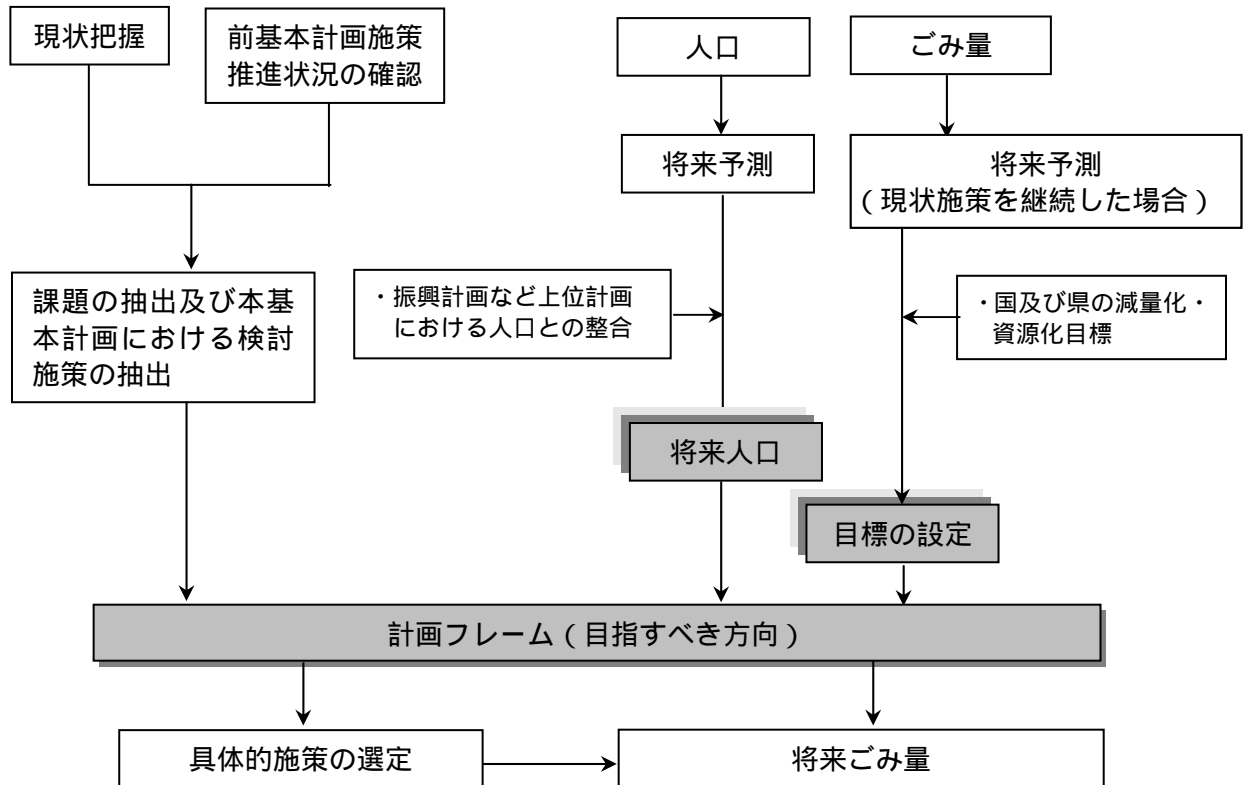 現状把握
前基本計画施策
推進状況の確認
人口
ごみ量
将来予測
将来予測
（現状施策を継続した場合）
課題の抽出及び本基
本計画における検討
施策の抽出
・振興計画など上位計画
における人口との整合
・国及び県の減量化・
資源化目標
将来人口
目標の設定
計画フレーム（目指すべき方向）
具体的施策の選定
将来ごみ量